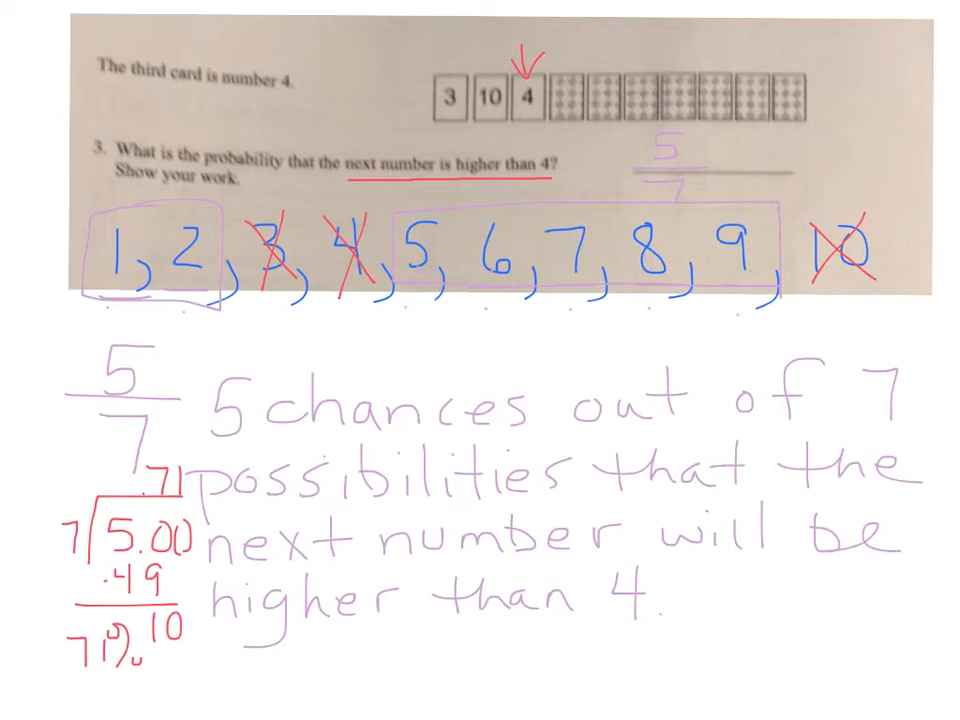 The third card is number 4.
3 10 4
3. What is the probability that the next number is higher than 4?
Show your work.
5
7
1, 2, 3, 4, 5, 6, 7, 8, 9, 10
5
7
5 chances out of 7
possibilities that the
next number will be
higher than 4.
.71
7 5.00
.49
10
71%